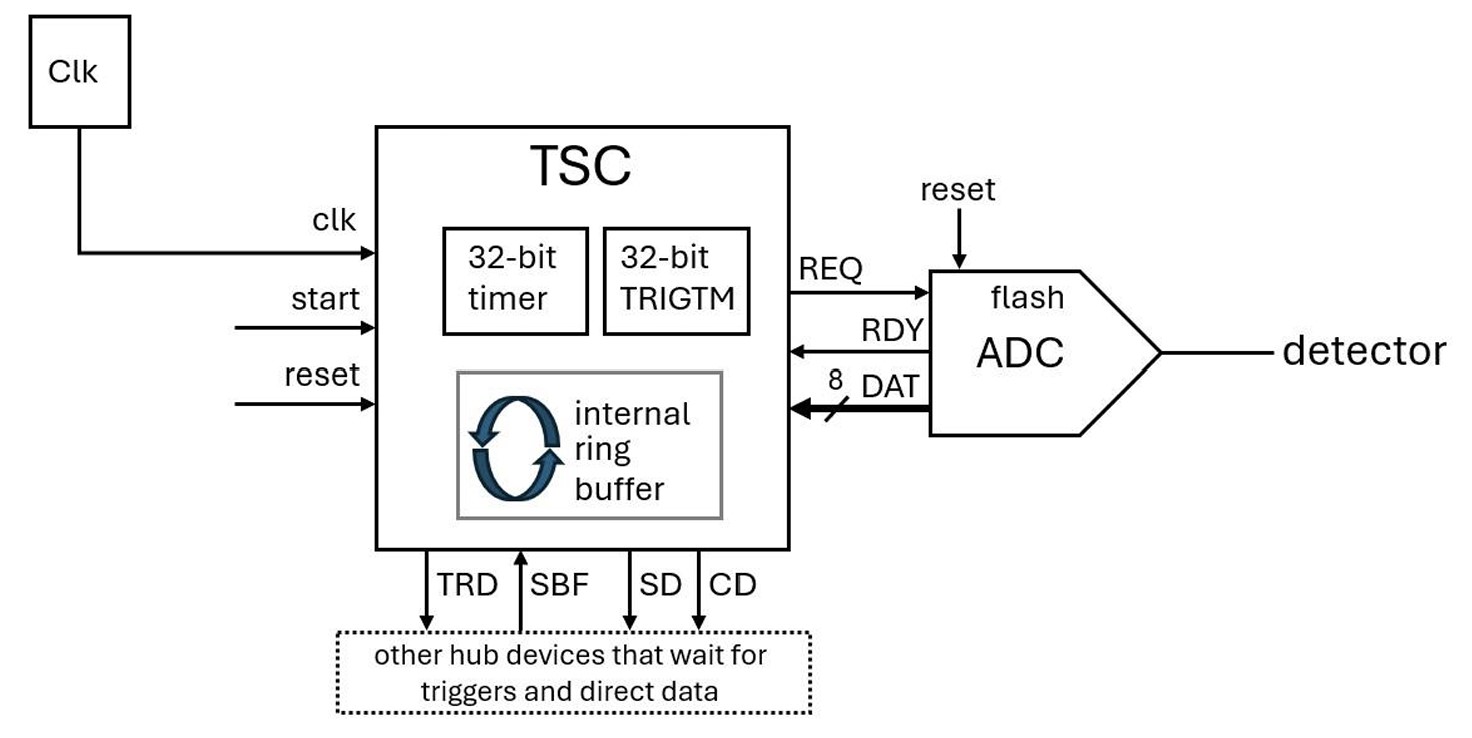 Clk
TSC
clk
start
reset
32-bit
timer
32-bit
TRIGTM
internal
ring
buffer
REQ
RDY
8 DAT
reset
flash
ADC
detector
TRD
SBF
SD
CD
other hub devices that wait for
triggers and direct data